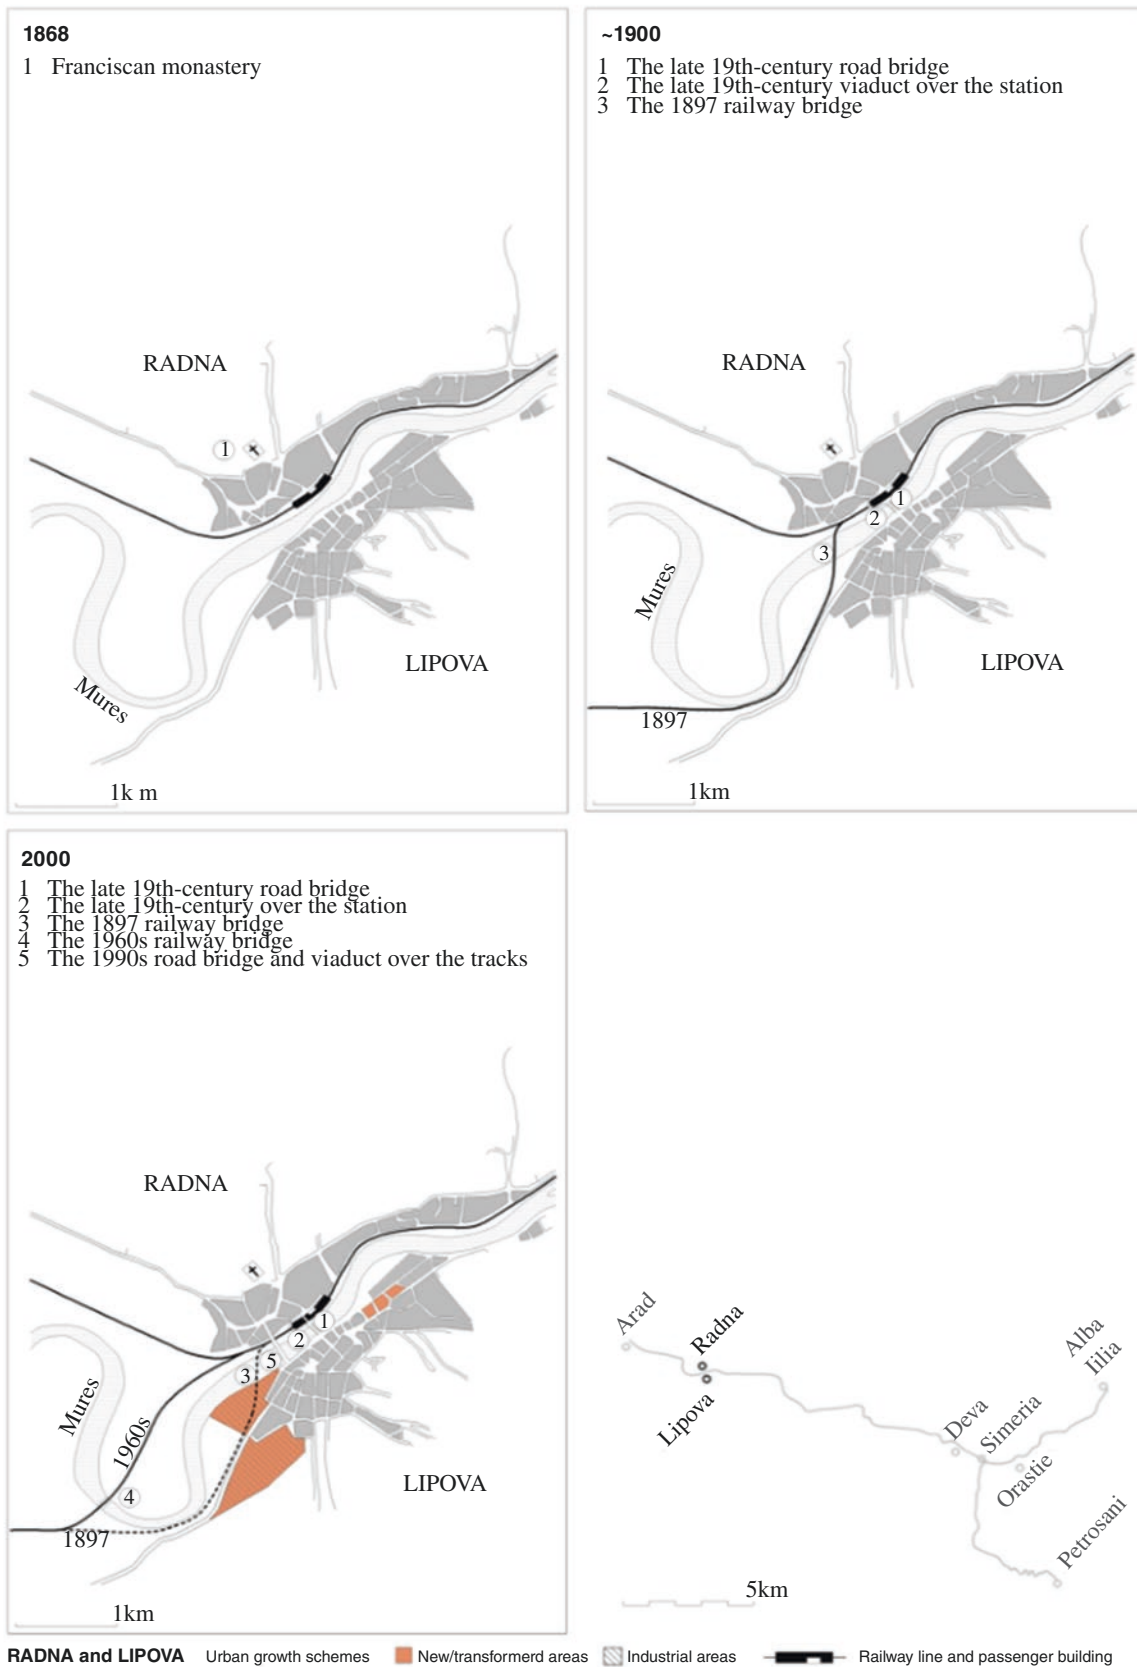 1868
1 Franciscan monastery
RADNA
1
LIPOVA
Mures
1k m
~1900
1 The late 19th-century road bridge
2 The late 19th-century viaduct over the station
3 The 1897 railway bridge
RADNA
1
2
3
Mures
LIPOVA
1897
1km
2000
1 The late 19th-century road bridge
2 The late 19th-century over the station
3 The 1897 railway bridge
4 The 1960s railway bridge
5 The 1990s road bridge and viaduct over the tracks
RADNA
1
2
5
3
Mures
1960s
4
LIPOVA
1897
1km
Arad
Radna
Lipova
Alba
Iilia
Deva
Simeria
Orastie
Petrosani
5km
RADNA and LIPOVA Urban growth schemes New/transformerd areas Industrial areas Railway line and passenger building